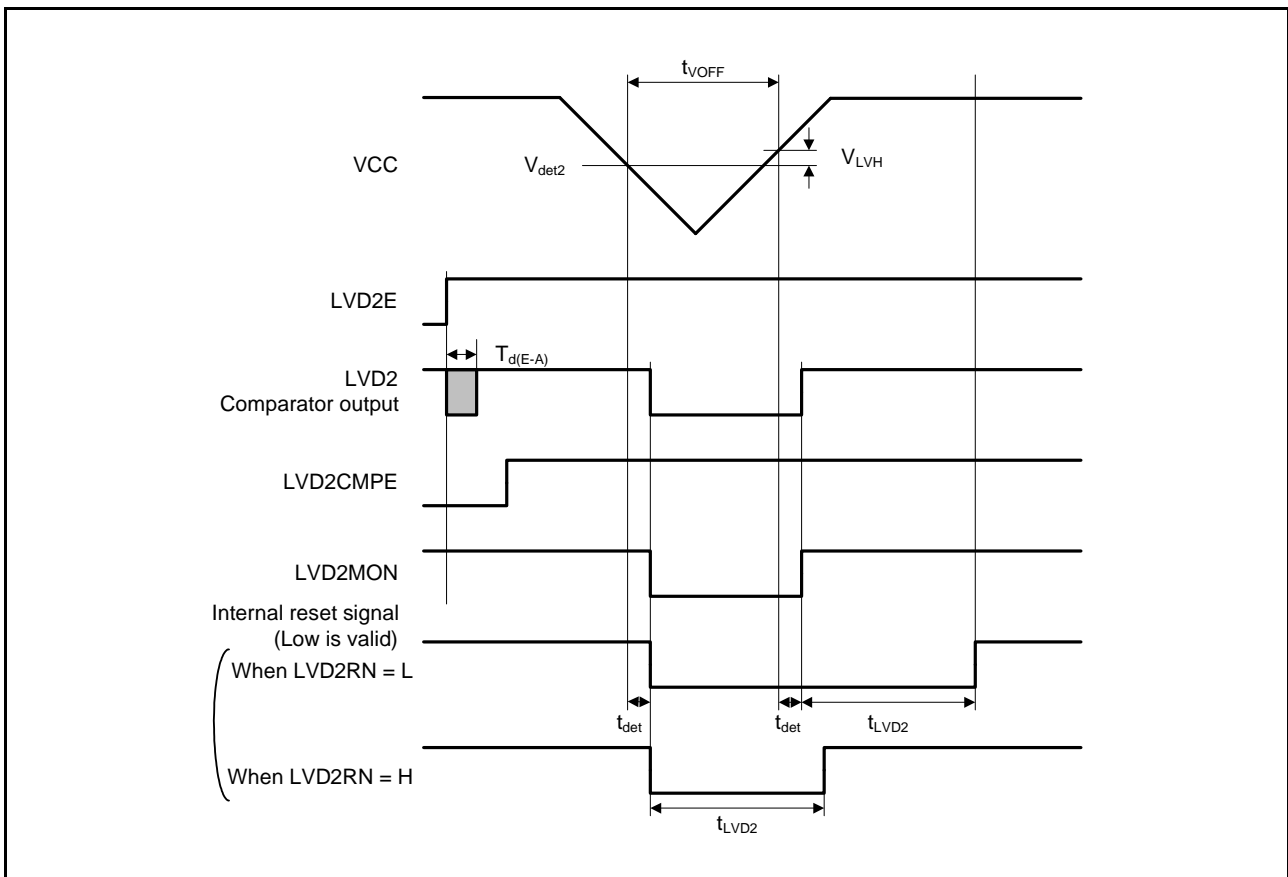 tVOFF
VCC
Vdet2
VLVH
LVD2E
Td(E-A)
LVD2
Comparator output
LVD2CMPE
LVD2MON
Internal reset signal
(Low is valid)
When LVD2RN = L
tdet
tdet
tLVD2
When LVD2RN = H
tLVD2